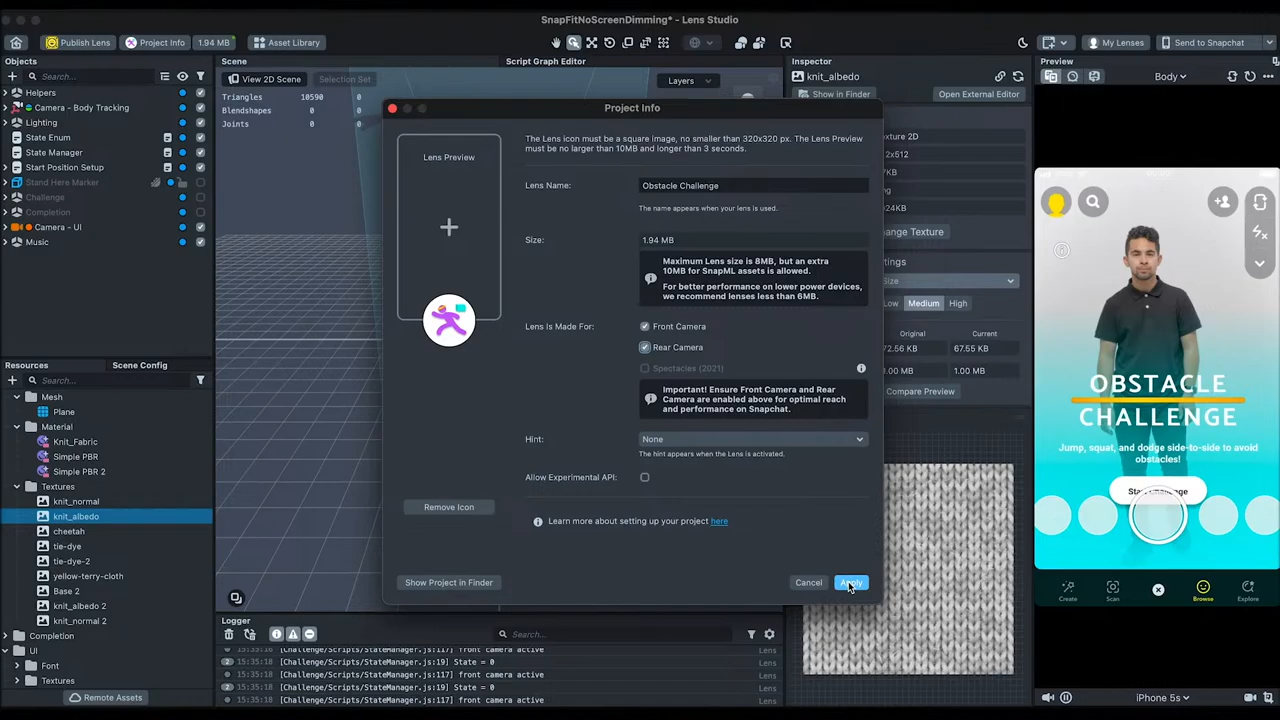 SnapFitNoScreenDimming* - Lens Studio
Publish Lens
Project Info
1.94 MB
Asset Library
My Lenses
Send to Snapchat
Objects
Search...
Helpers
Camera - Body Tracking
Lighting
State Enum
State Manager
Start Position Setup
Stand Here Marker
Challenge
Completion
Camera - UI
Music
Resources
Scene Config
Search...
Mesh
Plane
Material
Knit_Fabric
Simple PBR
Simple PBR 2
Textures
knit_normal
knit_albedo
cheetah
tie-dye
tie-dye-2
yellow-terry-cloth
Base 2
knit_albedo 2
knit_normal 2
Completion
UI
Font
Textures
Remote Assets
Scene
Script Graph Editor
View 2D Scene
Selection Set
Layers
Triangles 10590 0
Blendshapes 0 0
Joints 0 0
Project Info
Lens Preview
The Lens icon must be a square image, no smaller than 320x320 px. The Lens Preview
must be no larger than 10MB and longer than 3 seconds.
Lens Name:
Obstacle Challenge
The name appears when your lens is used.
Size:
1.94 MB
Maximum Lens size is 8MB, but an extra
10MB for SnapML assets is allowed.
For better performance on lower power devices,
we recommend lenses less than 6MB.
Lens Is Made For:
Front Camera
Rear Camera
Spectacles (2021)
Important! Ensure Front Camera and Rear
Camera are enabled above for optimal reach
and performance on Snapchat.
Hint:
None
The hint appears when the Lens is activated.
Allow Experimental API:
Remove Icon
Learn more about setting up your project here
Show Project in Finder
Cancel
Apply
Logger
Search...
[Challenge/Scripts/StateManager.js:117] front camera active
Lens
2 15:35:18 [Challenge/Scripts/StateManager.js:19] State = 0
Lens
15:35:18 [Challenge/Scripts/StateManager.js:117] front camera active
Lens
2 15:35:18 [Challenge/Scripts/StateManager.js:19] State = 0
Lens
15:35:18 [Challenge/Scripts/StateManager.js:117] front camera active
Lens
Inspector
knit_albedo
Show in Finder
Open External Editor
Size
Medium
High
Original
Current
72.56 KB
67.55 KB
1.00 MB
Compare Preview
Preview
Body
OBSTACLE
CHALLENGE
Jump, squat, and dodge side-to-side to avoid
obstacles!
Create
Scan
Browse
Explore
iPhone 5s